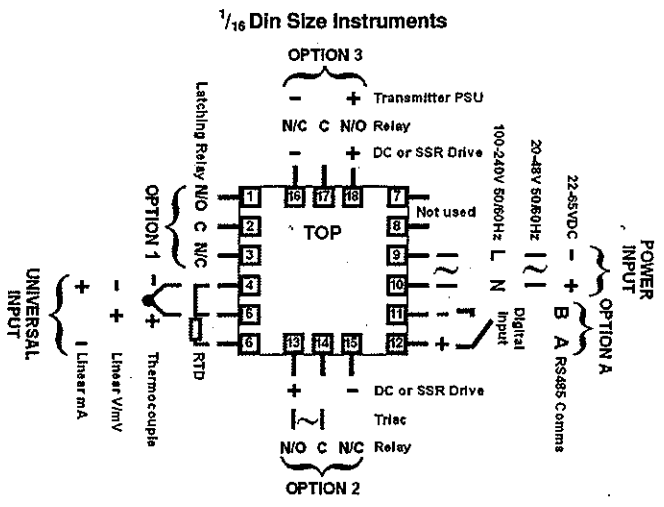 1/16 Din Size Instruments
OPTION 3
− + Transmitter PSU
N/C C N/O Relay
− + DC or SSR Drive
Latching Relay N/O C N/C
OPTION 1
100-240V 50/60Hz L N
20-48V 50/60Hz ~
22-65VDC − +
POWER INPUT
16 17 18
1 7
2 8
3 9
4 10
5 11
6 12
13 14 15
TOP
Not used
~
− +
Digital Input
B A RS485 Comms
OPTION A
UNIVERSAL INPUT
+ − Linear mA
− + Linear V/mV
− + Thermocouple
RTD
+ − DC or SSR Drive
~ Triac
N/O C N/C Relay
OPTION 2